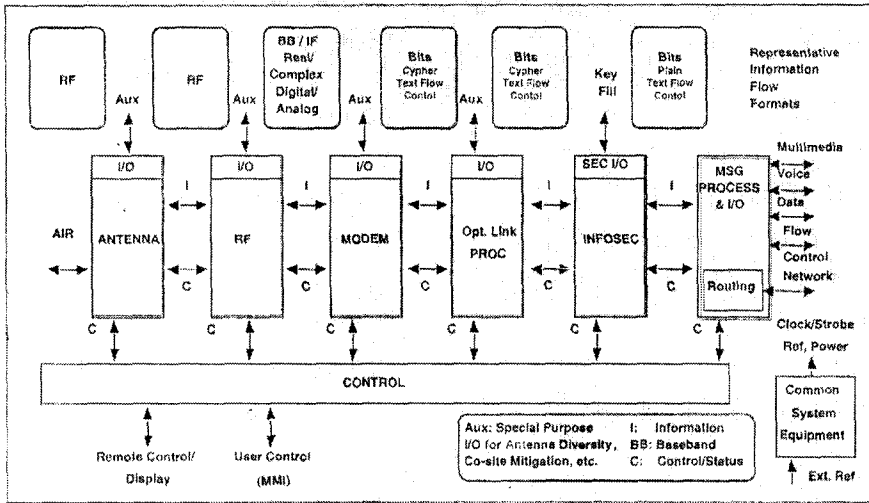 RF
RF
BB / IF
Real/
Complex
Digital/
Analog
Bits
Cypher
Text Flow
Contol
Bits
Cypher
Text Flow
Contol
Key
Fill
Bits
Plain
Text Flow
Contol
Representative
Information
Flow
Formats
Aux
Aux
Aux
Aux
I/O
I/O
I/O
I/O
SEC I/O
MSG
PROCESS
& I/O
Multimedia
Voice
Data
Flow
Control
Network
I
I
I
I
I
AIR
ANTENNA
RF
MODEM
Opt. Link
PROC
INFOSEC
Routing
C
C
C
C
C
C
C
C
C
C
C
Clock/Strobe
Ref, Power
CONTROL
Common
System
Equipment
Ext. Ref
Remote Control/
Display
User Control
(MMI)
Aux: Special Purpose I: Information
I/O for Antenna Diversity, BB: Baseband
Co-site Mitigation, etc. C: Control/Status